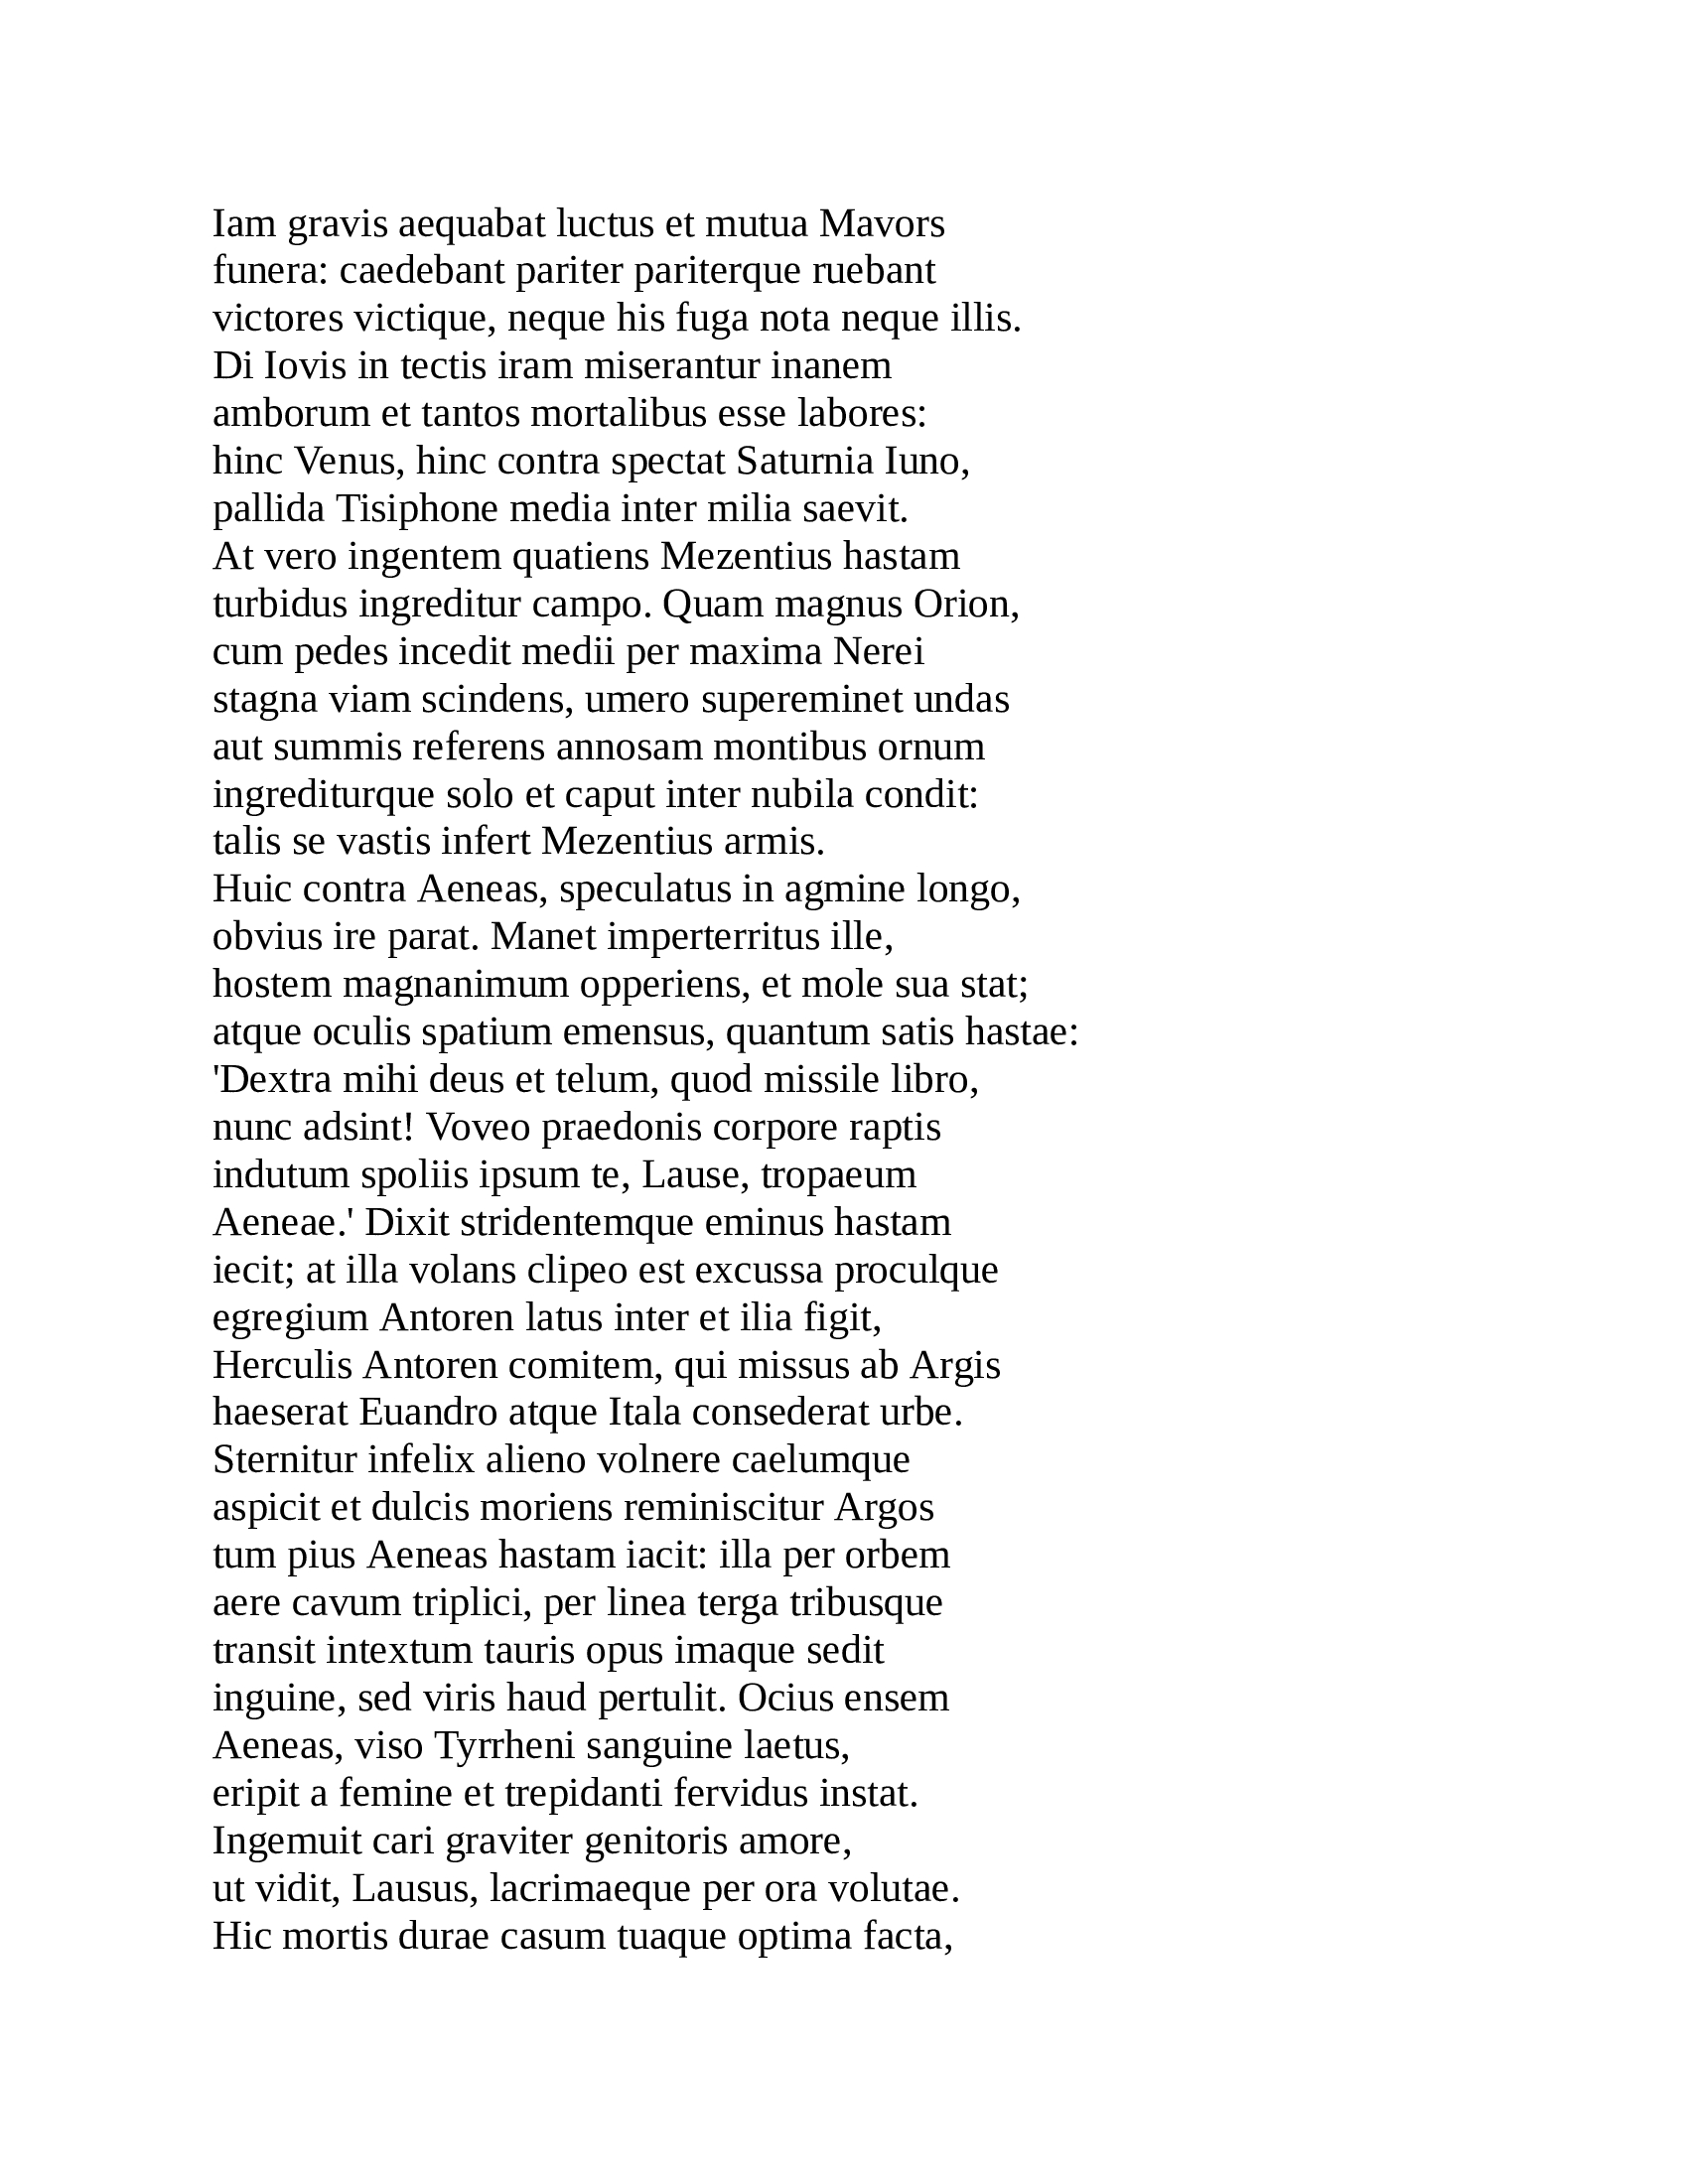 Iam gravis aequabat luctus et mutua Mavors
funera: caedebant pariter pariterque ruebant
victores victique, neque his fuga nota neque illis.
Di Iovis in tectis iram miserantur inanem
amborum et tantos mortalibus esse labores:
hinc Venus, hinc contra spectat Saturnia Iuno,
pallida Tisiphone media inter milia saevit.
At vero ingentem quatiens Mezentius hastam
turbidus ingreditur campo. Quam magnus Orion,
cum pedes incedit medii per maxima Nerei
stagna viam scindens, umero supereminet undas
aut summis referens annosam montibus ornum
ingrediturque solo et caput inter nubila condit:
talis se vastis infert Mezentius armis.
Huic contra Aeneas, speculatus in agmine longo,
obvius ire parat. Manet imperterritus ille,
hostem magnanimum opperiens, et mole sua stat;
atque oculis spatium emensus, quantum satis hastae:
'Dextra mihi deus et telum, quod missile libro,
nunc adsint! Voveo praedonis corpore raptis
indutum spoliis ipsum te, Lause, tropaeum
Aeneae.' Dixit stridentemque eminus hastam
iecit; at illa volans clipeo est excussa proculque
egregium Antoren latus inter et ilia figit,
Herculis Antoren comitem, qui missus ab Argis
haeserat Euandro atque Itala consederat urbe.
Sternitur infelix alieno volnere caelumque
aspicit et dulcis moriens reminiscitur Argos
tum pius Aeneas hastam iacit: illa per orbem
aere cavum triplici, per linea terga tribusque
transit intextum tauris opus imaque sedit
inguine, sed viris haud pertulit. Ocius ensem
Aeneas, viso Tyrrheni sanguine laetus,
eripit a femine et trepidanti fervidus instat.
Ingemuit cari graviter genitoris amore,
ut vidit, Lausus, lacrimaeque per ora volutae.
Hic mortis durae casum tuaque optima facta,